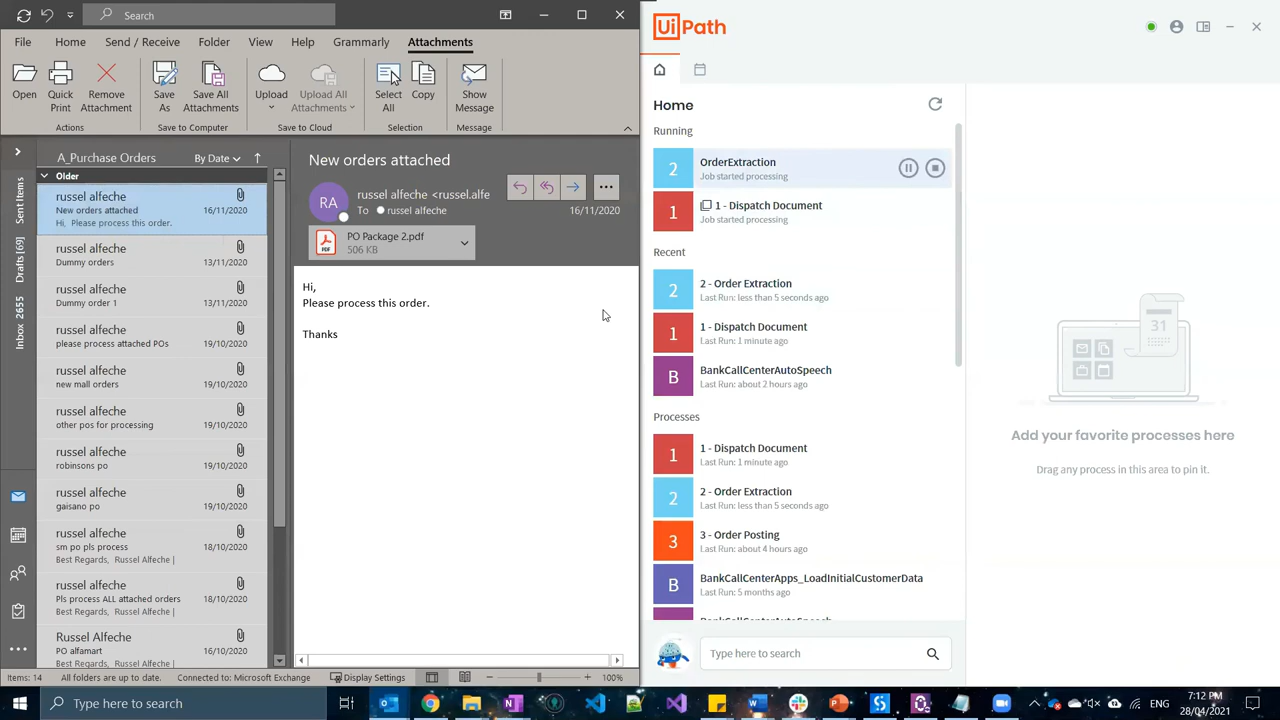 Search
File
Home
Send / Receive
Folder
View
Help
Grammarly
Attachments
Open
Quick
Print
Remove
Attachment
Save
As
Save All
Attachments
Upload
Upload All
Attachments
Select
All
Copy
Show
Message
Actions
Save to Computer
Save to Cloud
Selection
Message
Sent Items
Drafts [69]
Inbox 2655
A_Purchase Orders
By Date
Older
russel alfeche
New orders attached
16/11/2020
Hi, Please process this order.
russel alfeche
Dummy orders
13/11/2020
russel alfeche
Dummy order 1
13/11/2020
russel alfeche
please process attached POs
19/10/2020
russel alfeche
new mall orders
19/10/2020
russel alfeche
other pos for processing
19/10/2020
russel alfeche
robinsons po
19/10/2020
russel alfeche
gaisano po
19/10/2020
russel alfeche
sm po pls process
18/10/2020
Best Regards, Russel Alfeche |
russel alfeche
Pls process ALL attached orders
18/10/2020
Best Regards, Russel Alfeche |
Russel Alfeche
PO alfamart
16/10/2020
Best Regards, Russel Alfeche |
New orders attached
RA
russel alfeche <russel.alfe
To russel alfeche
16/11/2020
PDF
PO Package 2.pdf
506 KB
Hi,
Please process this order.
Thanks
Items: 14
All folders are up to date.
Connected to: Microsoft Exchange
Display Settings
100%
UiPath
Home
Running
2
OrderExtraction
Job started processing
1
1 - Dispatch Document
Job started processing
Recent
2
2 - Order Extraction
Last Run: less than 5 seconds ago
1
1 - Dispatch Document
Last Run: 1 minute ago
B
BankCallCenterAutoSpeech
Last Run: about 2 hours ago
Processes
1
1 - Dispatch Document
Last Run: 1 minute ago
2
2 - Order Extraction
Last Run: less than 5 seconds ago
3
3 - Order Posting
Last Run: about 4 hours ago
B
BankCallCenterApps_LoadInitialCustomerData
Last Run: 5 months ago
BankCallCenterAutoSpeech
Type here to search
31
Add your favorite processes here
Drag any process in this area to pin it.
Type here to search
ENG
7:12 PM
28/04/2021